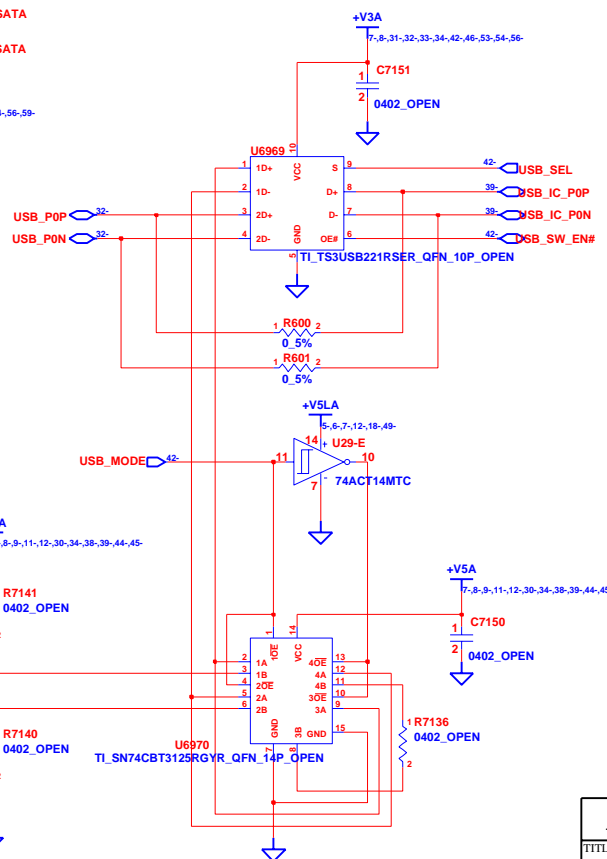 SATA
+V3A
7-,8-,31-,32-,33-,34-,42-,46-,53-,54-,56-
SATA
C7151
1
2
0402_OPEN
-,56-,59-
U6969
10
VCC
1 1D+ S 9 42- USB_SEL
2 1D- D+ 8 39- USB_IC_P0P
USB_P0P 32- 3 2D+ D- 7 39- USB_IC_P0N
USB_P0N 32- 4 2D- OE# 6 42- USB_SW_EN#
GND
5
TI_TS3USB221RSER_QFN_10P_OPEN
1 R600 2
0_5%
1 R601 2
0_5%
+V5LA
5-,6-,7-,12-,18-,49-
14 + U29-E
USB_MODE 42- 11 10
7 - 74ACT14MTC
A
,8-,9-,11-,12-,30-,34-,38-,39-,44-,45-
+V5A
7-,8-,9-,11-,12-,30-,34-,38-,39-,44-,45
R7141
0402_OPEN
C7150
1
2
0402_OPEN
1 14
1OE VCC
2 1A 4OE 13
3 1B 4A 12
4 2OE 4B 11
5 2A 3OE 10
6 2B 3A 9
GND 3B GND 15
7 8
R7140
0402_OPEN
1 R7136
0402_OPEN
2
U6970
TI_SN74CBT3125RGYR_QFN_14P_OPEN
TITL